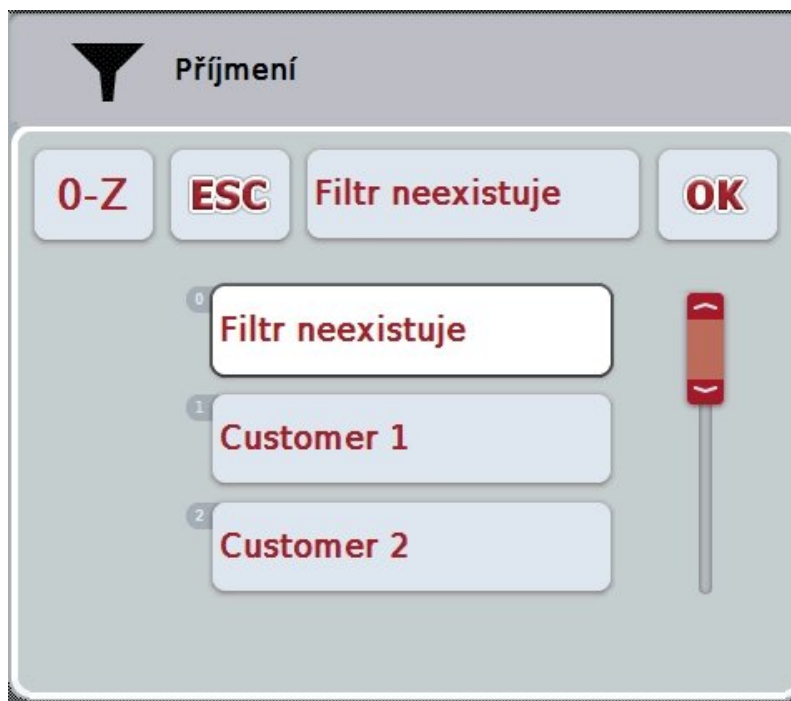 Příjmení
0-Z
ESC
Filtr neexistuje
OK
0
Filtr neexistuje
1
Customer 1
2
Customer 2